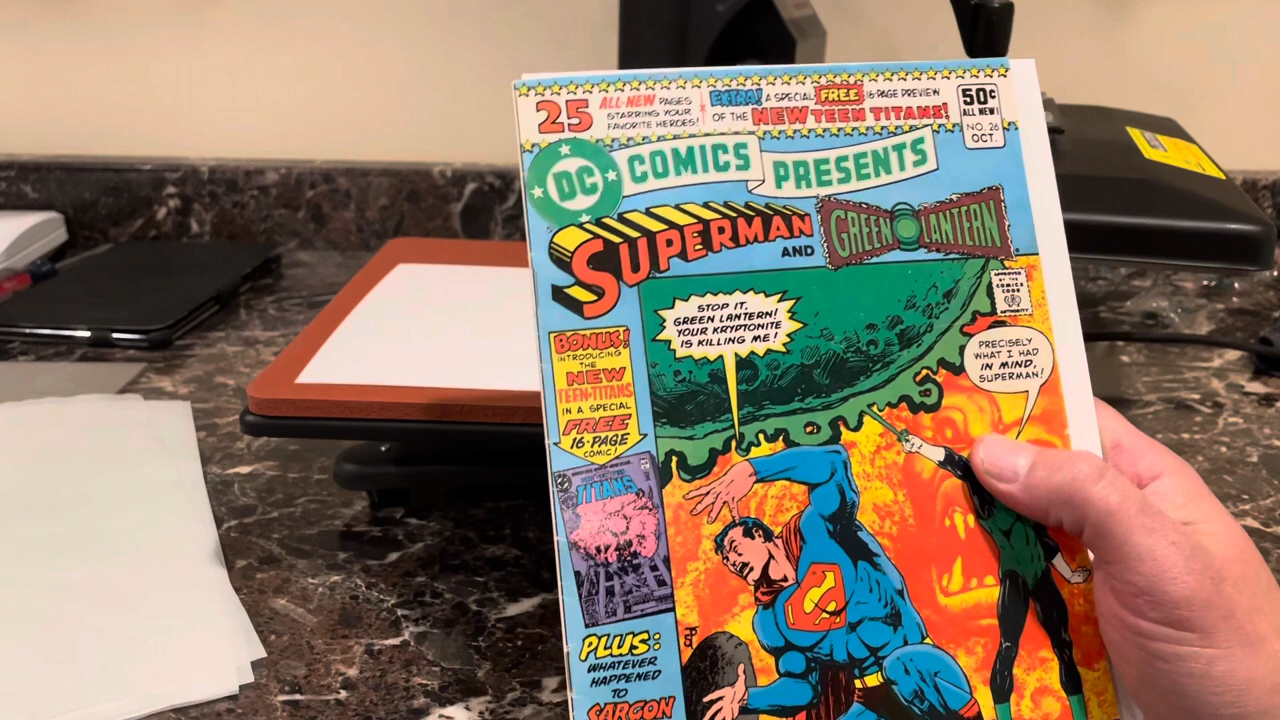 25 ALL-NEW PAGES
STARRING YOUR
FAVORITE HEROES!
EXTRA! A SPECIAL FREE 16-PAGE PREVIEW
OF THE NEW TEEN TITANS!
50¢
ALL NEW!
NO. 26
OCT.
DC COMICS PRESENTS
SUPERMAN
AND
GREEN LANTERN
APPROVED
BY THE
COMICS
CODE
AUTHORITY
STOP IT,
GREEN LANTERN!
YOUR KRYPTONITE
IS KILLING ME!
PRECISELY
WHAT I HAD
IN MIND,
SUPERMAN!
BONUS!
INTRODUCING
THE
NEW
TEEN-TITANS
IN A SPECIAL
FREE
16-PAGE
COMIC!
TITANS
S
PLUS:
WHATEVER
HAPPENED
TO
SARGON